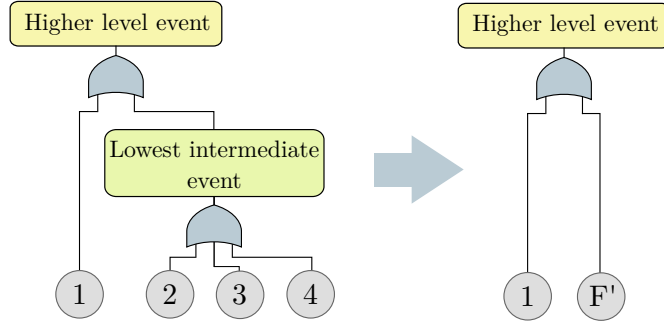 Higher level event
Lowest intermediate
event
1
2
3
4
Higher level event
1
F'